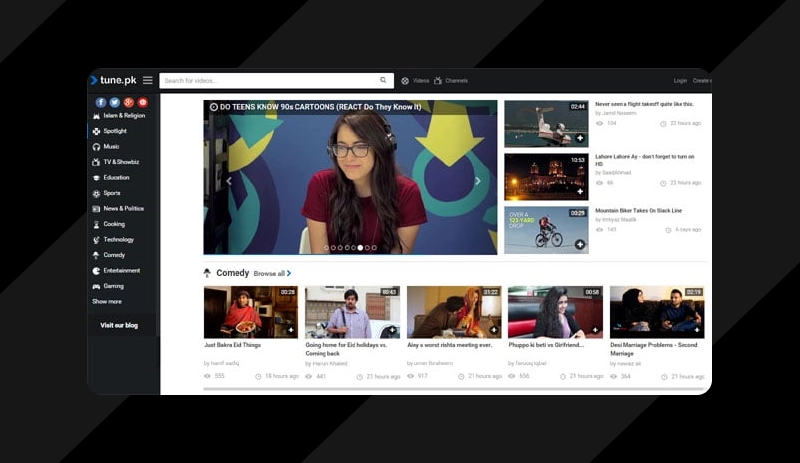 tune.pk
Search for videos...
Videos
Channels
Login
Islam & Religion
Spotlight
Music
TV & Showbiz
Education
Sports
News & Politics
Cooking
Technology
Comedy
Entertainment
Gaming
Show more
Visit our blog
DO TEENS KNOW 90s CARTOONS (REACT Do They Know It)
02:44
Never seen a flight takeoff quite like this.
by Jamil Naseem
104
23 hours ago
10:53
Lahore Lahore Ay - don't forget to turn on
HD
66
23 hours ago
OVER A
123-YARD
DROP
00:29
Mountain Biker Takes On Slack Line
by Imtiyaz Maalik
143
Comedy
Browse all
00:28
Just Bakra Eid Things
by hanif sadiq
555
18 hours ago
00:43
Going home for Eid holidays vs.
Coming back
by Harun Khaled
441
21 hours ago
01:22
Aisy s worst rishta meeting ever.
by umer Ibraheem
917
21 hours ago
00:58
Phuppo ki beti vs Girlfriend...
by farooq iqbal
656
21 hours ago
02:19
Desi Marriage Problems - Second
Marriage
by nawaz ali
364
21 hours ago